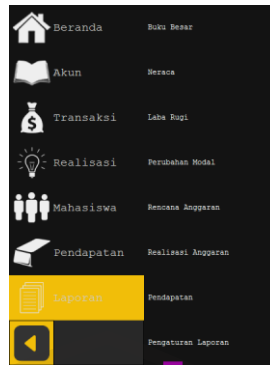 Beranda
Akun
Transaksi
Realisasi
Mahasiswa
Pendapatan
Laporan
Buku Besar
Neraca
Laba Rugi
Perubahan Modal
Rencana Anggaran
Realisasi Anggaran
Pendapatan
Pengaturan Laporan